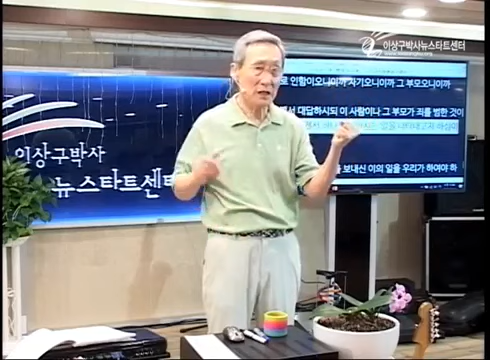 이상구박사뉴스타트센터
로 인함이오니이까 자기오니이까 그 부모오니이까
서 대답하시되 이 사람이나 그 부모가 죄를 범한 것이
보내신 이의 일을 우리가 하여야 하
이상구박사
뉴스타트센터